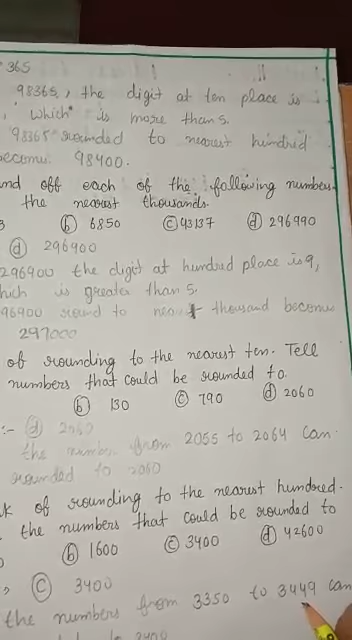 365
98365, the digit at ten place is
which is more than 5.
98365 rounded to nearest hundrid
become 98400.
nd off each of the following numbers
the nearest thousands.
(b) 6850 (c) 43137 (d) 296990
(d) 296900
296900 the digit at hundred place is 9,
hich is greater than 5.
96900 round to thousand becomes
297000
of rounding to the nearest ten. Tell
numbers that could be rounded to.
(b) 130 (c) 790 (d) 2060
:- (d) 2060
the number from 2055 to 2064 can
rounded to 2060
k of rounding to the nearest hundred.
the numbers that could be rounded to
(b) 1600 (c) 3400 (d) 42600
(c) 3400
the numbers from 3350 to 3449 can